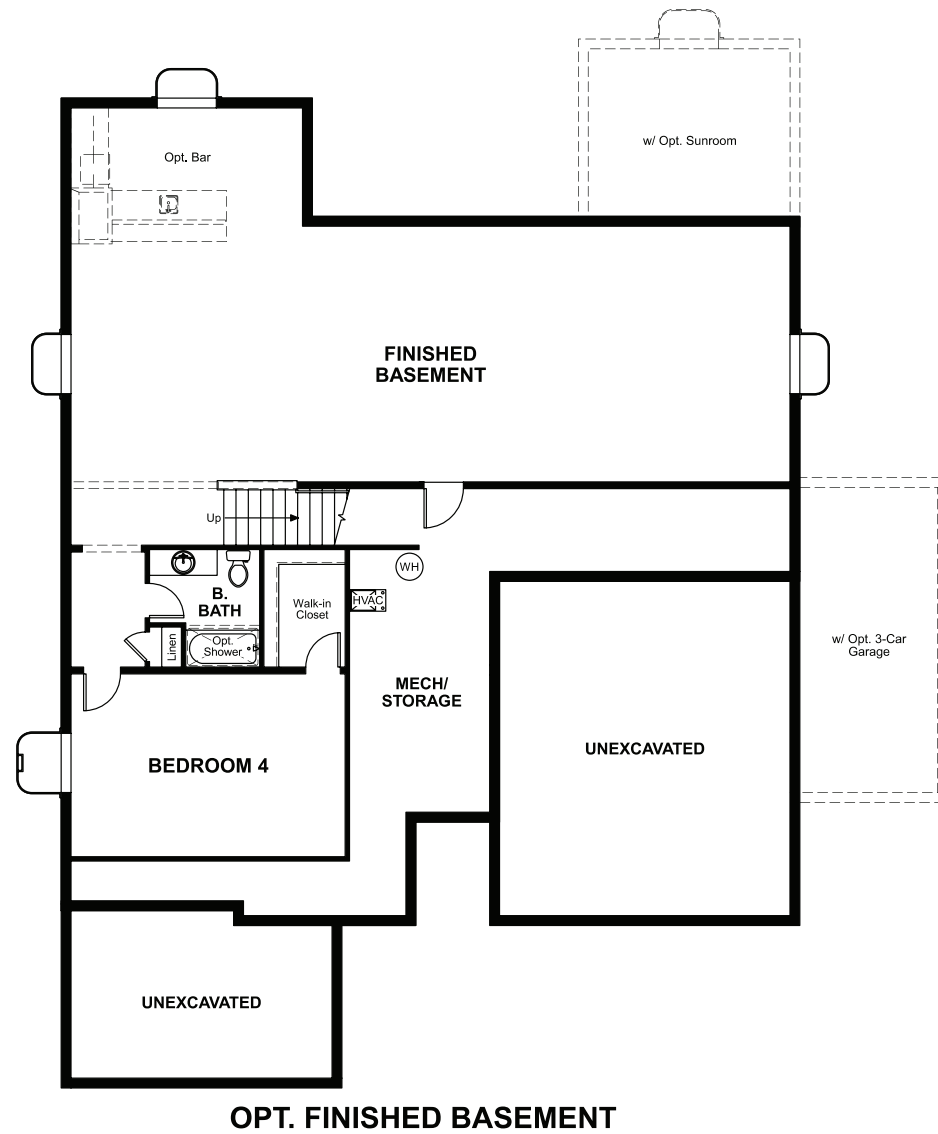 w/ Opt. Sunroom
Opt. Bar
FINISHED
BASEMENT
Up
WH
B.
BATH
Walk-in
Closet
HVAC
Linen
Opt.
Shower
w/ Opt. 3-Car
Garage
MECH/
STORAGE
UNEXCAVATED
BEDROOM 4
UNEXCAVATED
OPT. FINISHED BASEMENT